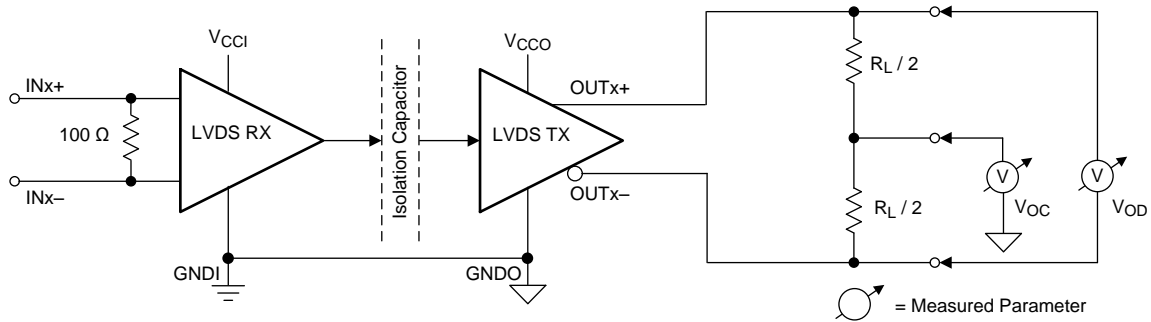 VCCI
VCCO
INx+
OUTx+
RL / 2
100 Ω
LVDS RX
Isolation Capacitor
LVDS TX
V
V
INx–
OUTx–
RL / 2
VOC
VOD
GNDI
GNDO
= Measured Parameter